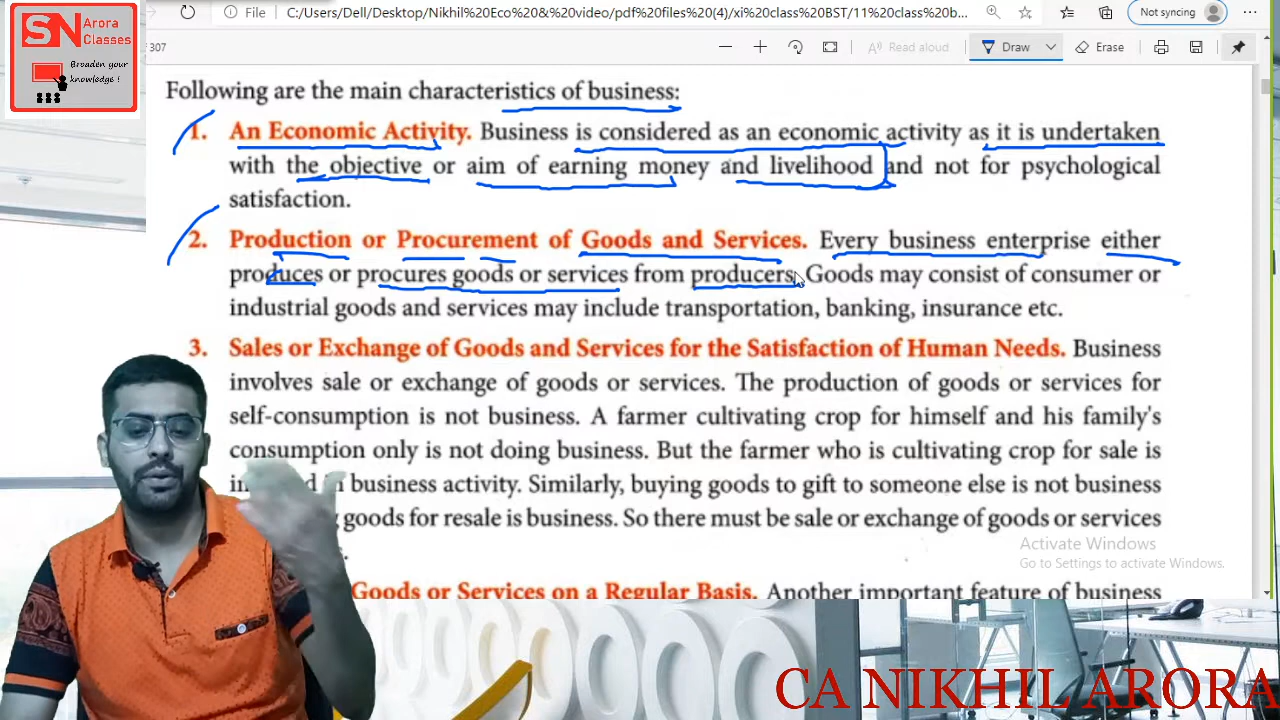 SN Arora Classes
Broaden your knowledge !
File
C:/Users/Dell/Desktop/Nikhil%20Eco%20&%20video/pdf%20files%20(4)/xi%20class%20BST/11%20class%20b...
Not syncing
307
Read aloud
Draw
Erase
Following are the main characteristics of business:
1. An Economic Activity. Business is considered as an economic activity as it is undertaken
with the objective or aim of earning money and livelihood and not for psychological
satisfaction.
2. Production or Procurement of Goods and Services. Every business enterprise either
produces or procures goods or services from producers. Goods may consist of consumer or
industrial goods and services may include transportation, banking, insurance etc.
3. Sales or Exchange of Goods and Services for the Satisfaction of Human Needs. Business
involves sale or exchange of goods or services. The production of goods or services for
self-consumption is not business. A farmer cultivating crop for himself and his family's
consumption only is not doing business. But the farmer who is cultivating crop for sale is
business activity. Similarly, buying goods to gift to someone else is not business
goods for resale is business. So there must be sale or exchange of goods or services
Goods or Services on a Regular Basis. Another important feature of business
Activate Windows
Go to Settings to activate Windows.
CA NIKHIL ARORA